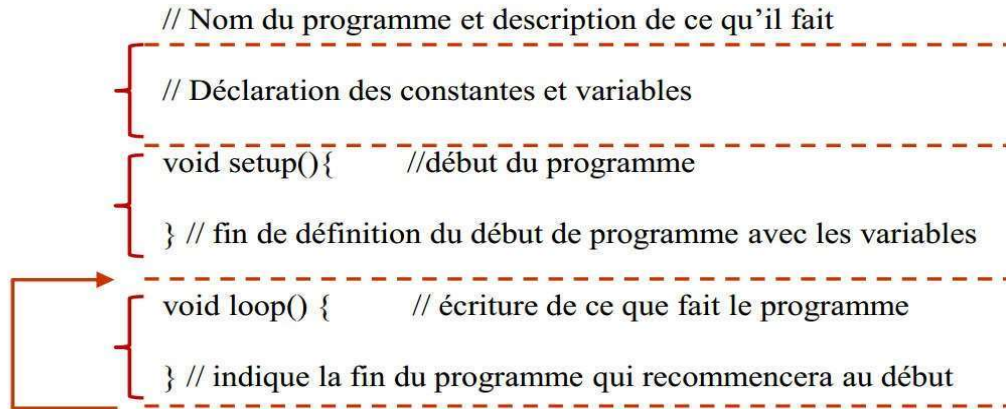 // Nom du programme et description de ce qu’il fait
// Déclaration des constantes et variables
void setup(){ //début du programme
} // fin de définition du début de programme avec les variables
void loop() { // écriture de ce que fait le programme
} // indique la fin du programme qui recommencera au début